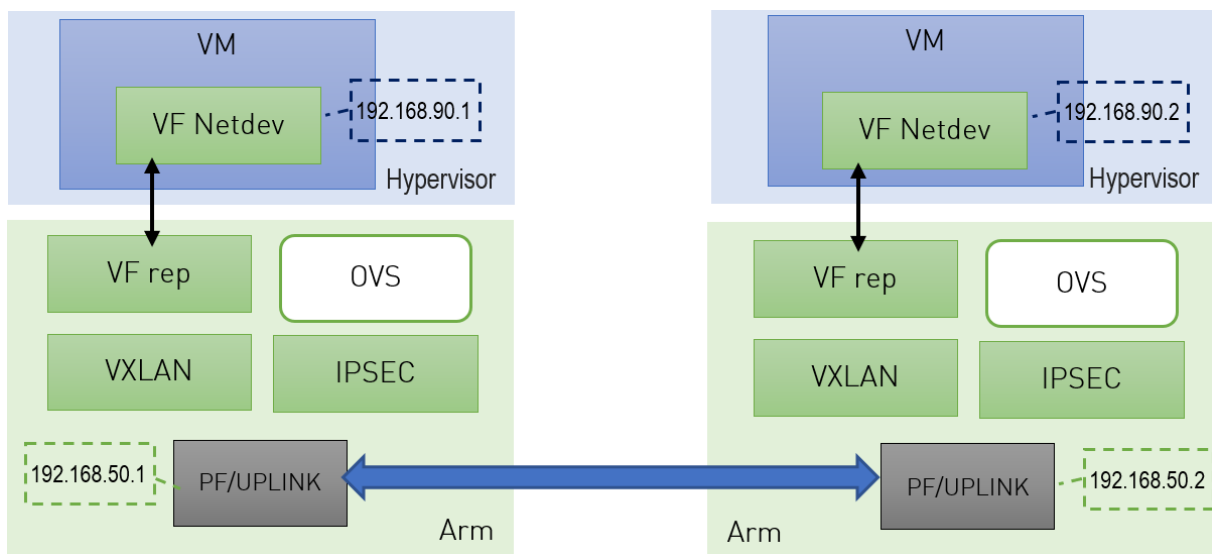 VM
VF Netdev
192.168.90.1
Hypervisor
VF rep
OVS
VXLAN
IPSEC
192.168.50.1
PF/UPLINK
Arm
VM
VF Netdev
192.168.90.2
Hypervisor
VF rep
OVS
VXLAN
IPSEC
PF/UPLINK
192.168.50.2
Arm